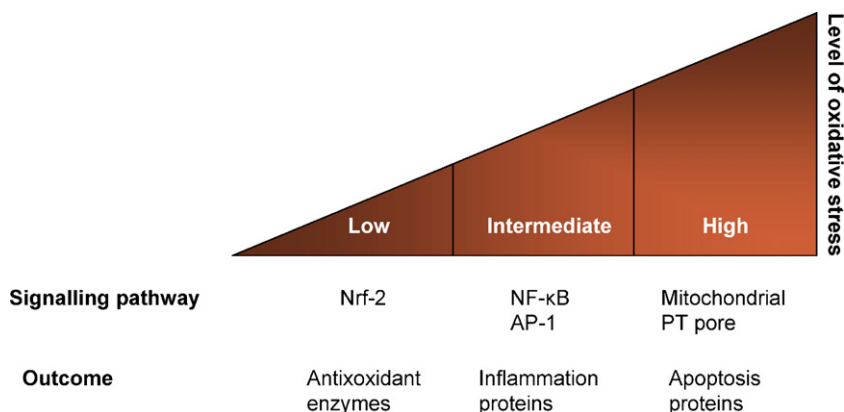 Level of oxidative stress
Low Intermediate High
Signalling pathway Nrf-2 NF-κB Mitochondrial
AP-1 PT pore
Outcome Antixoxidant Inflammation Apoptosis
enzymes proteins proteins